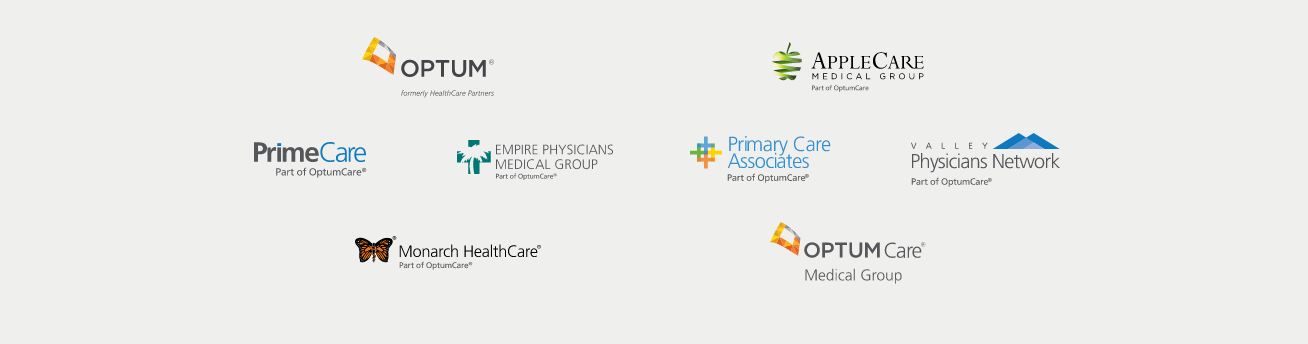 OPTUM®
formerly HealthCare Partners
APPLECARE
MEDICAL GROUP
Part of OptumCare
PrimeCare
Part of OptumCare®
EMPIRE PHYSICIANS
MEDICAL GROUP
Part of OptumCare®
Primary Care
Associates
Part of OptumCare®
VALLEY
Physicians Network
Part of OptumCare®
® Monarch HealthCare®
Part of OptumCare®
OPTUM Care®
Medical Group